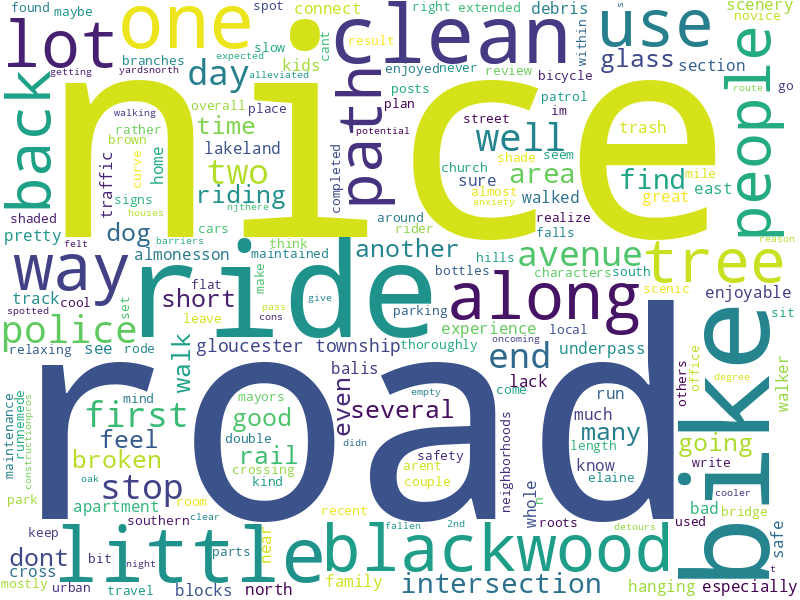 found maybe
spot connect
right extended debris
scenery
lot one clean use
fishing
branches slow kids cant
expected
yardsnorth
getting alleviated
enjoyed never review bicycle
within s
glass section novice
back day nice path people
overall place posts plan patrol im
route go
walking potential street trash
rather time well
brown lakeland two completed
traffic curve home
church seem shade almost great mile
area find east
signs riding sure walked anxiety
shaded houses njthere around realize
pretty felt dog cars rider falls
barriers almonesson maintained another avenue tree reason
way ride think hills
track flat make bottles characters south scenic
spotted cool set short pass cons give parking along enjoyable
police leave experience local sit
relaxing see rode walk gloucester township thoroughly oncoming end underpass
balis
mind mayors empty come lack run others office degree walker
maintenance runnemede constructionpros
first good even several much many
feel double rail didn neighborhoods length going
broken crossing arent safety know write
road bike
oak kind couple h whole elaine cooler
park stop apartment room recent roots bad bridge
southern clear fallen 2nd detours used safe
keep
dont bit little near blackwood
cross night parts t
mostly urban travel blocks north family intersection hanging especially